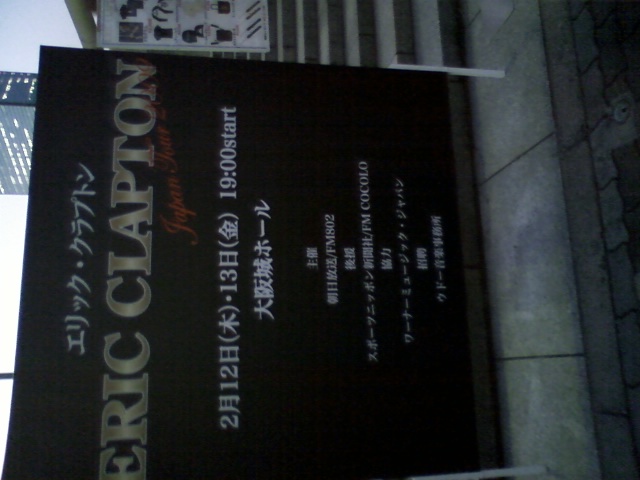 エリック・クラプトン
ERIC CLAPTON
Japan Tour
2月12日(木)・13日(金) 19:00start
大阪城ホール
主催
朝日放送/FM802
後援
スポーツニッポン新聞社/FM COCOLO
協力
ワーナーミュージック・ジャパン
招聘
ウドー音楽事務所